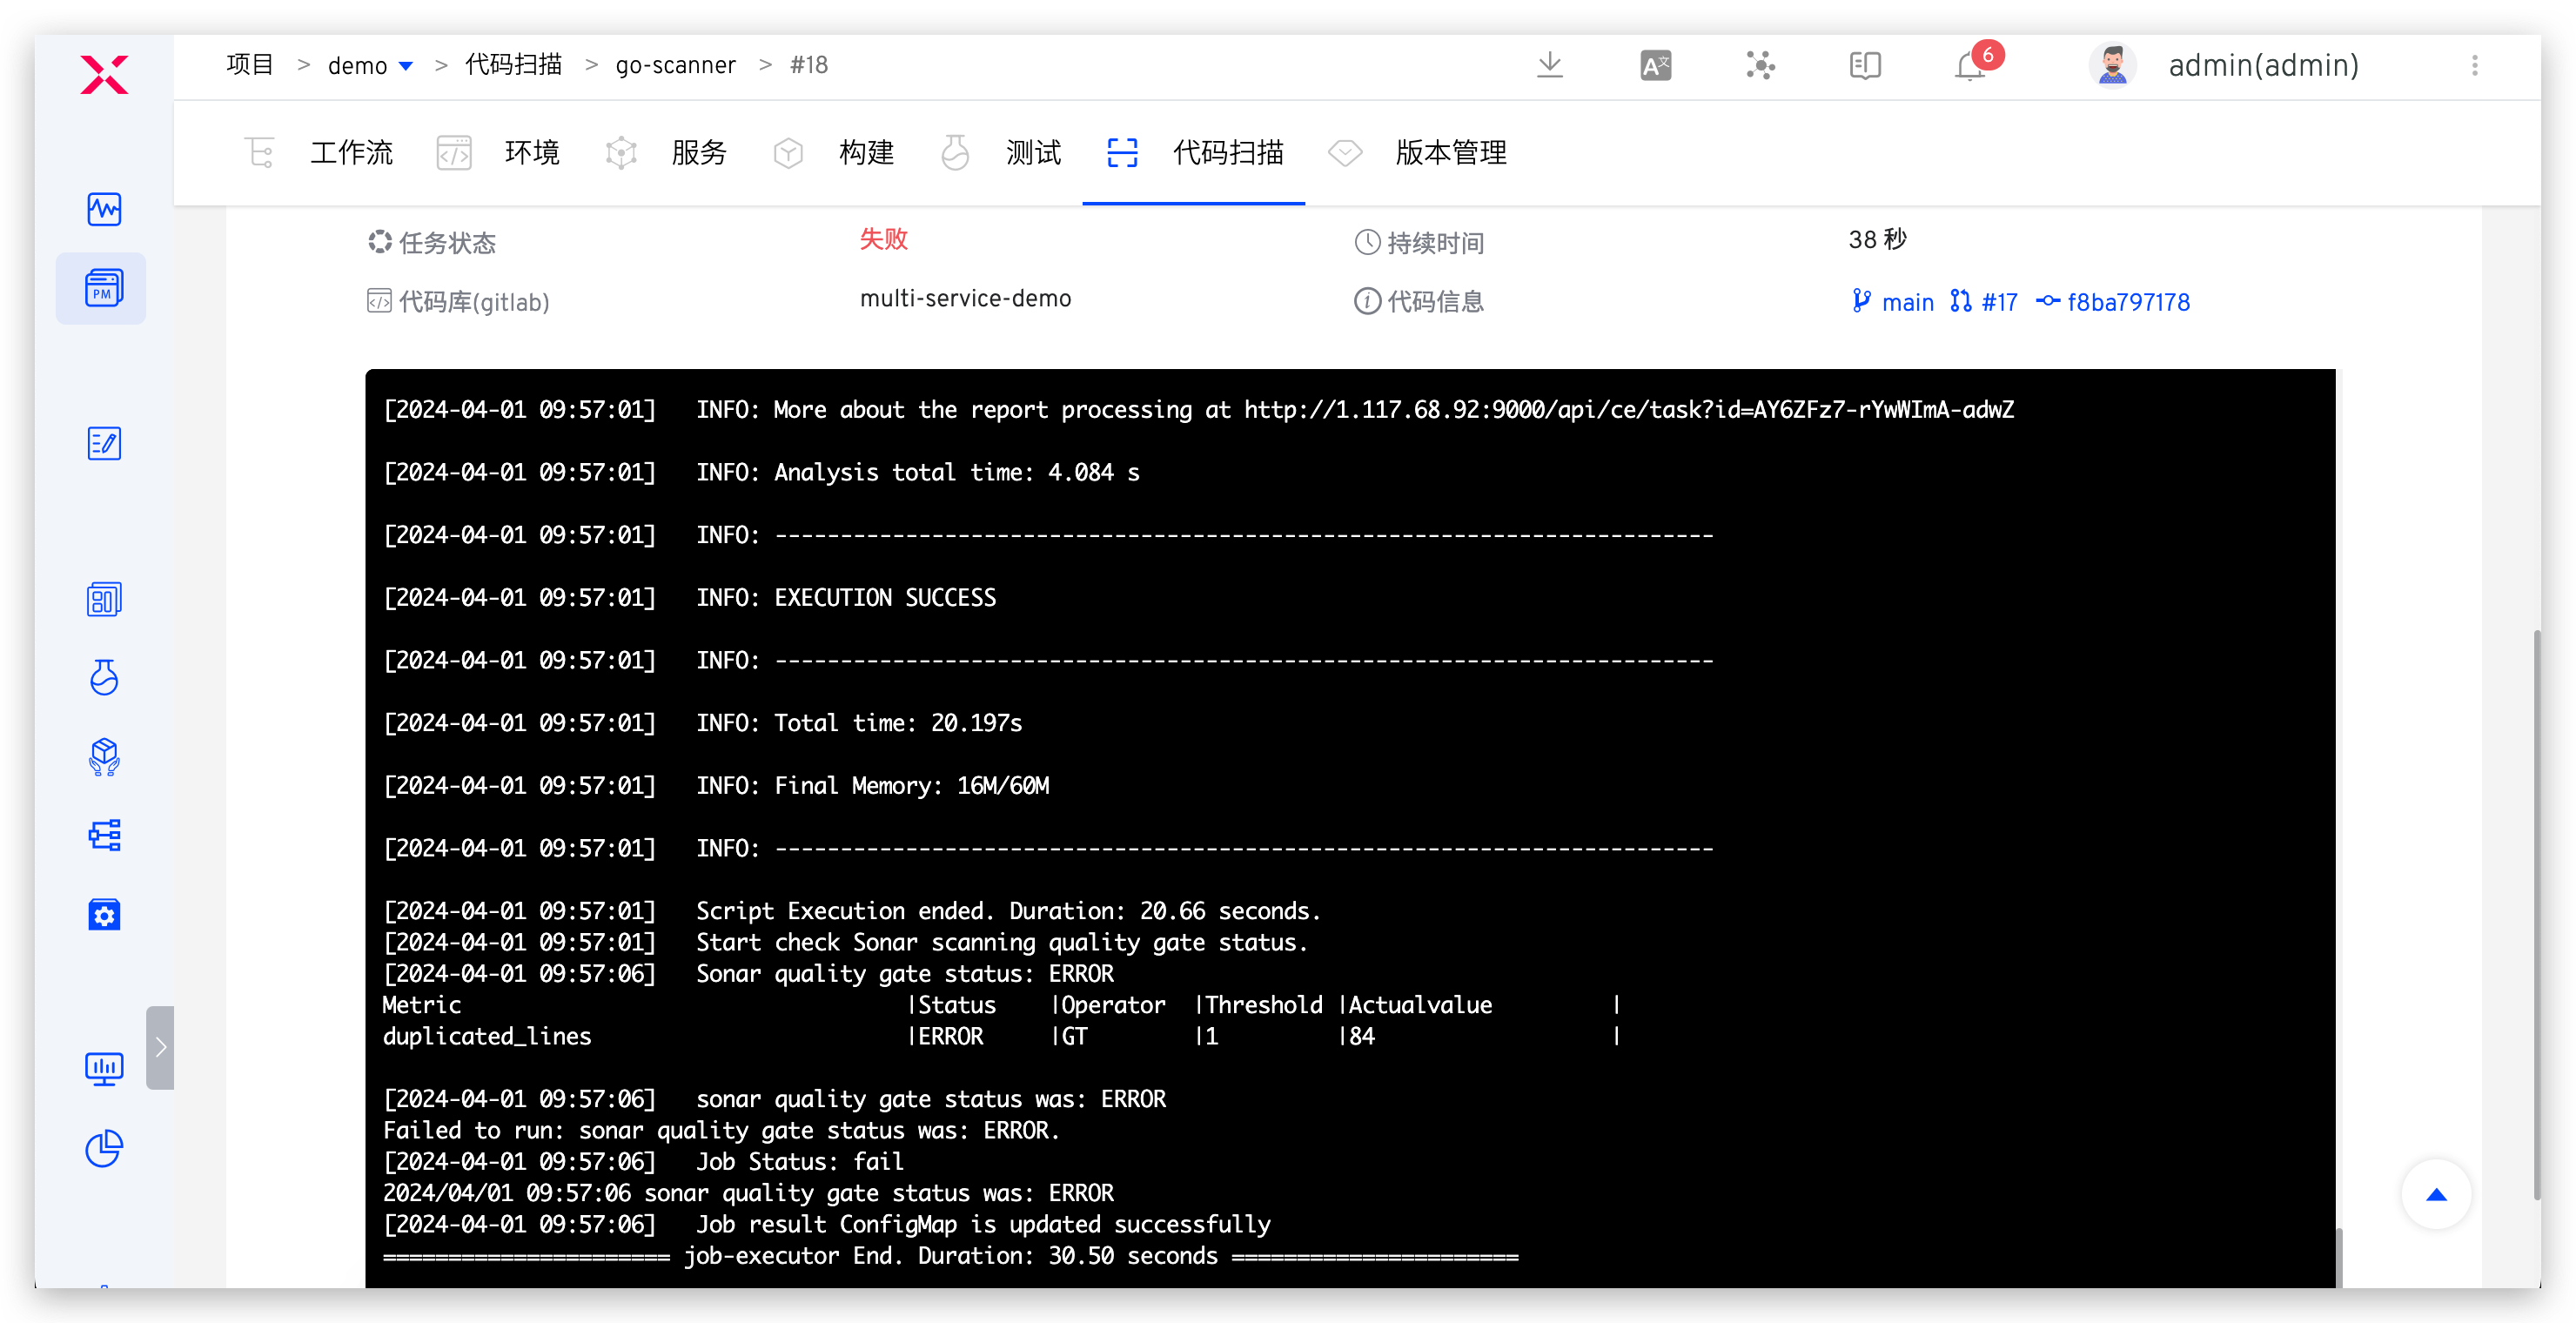 项目 > demo > 代码扫描 > go-scanner > #18
6
admin(admin)
工作流 环境 服务 构建 测试 代码扫描 版本管理
PM
任务状态 失败 持续时间 38 秒
代码库(gitlab) multi-service-demo 代码信息 main #17 f8ba797178
[2024-04-01 09:57:01] INFO: More about the report processing at http://1.117.68.92:9000/api/ce/task?id=AY6ZFz7-rYwWImA-adwZ
[2024-04-01 09:57:01] INFO: Analysis total time: 4.084 s
[2024-04-01 09:57:01] INFO: ------------------------------------------------------------------------
[2024-04-01 09:57:01] INFO: EXECUTION SUCCESS
[2024-04-01 09:57:01] INFO: ------------------------------------------------------------------------
[2024-04-01 09:57:01] INFO: Total time: 20.197s
[2024-04-01 09:57:01] INFO: Final Memory: 16M/60M
[2024-04-01 09:57:01] INFO: ------------------------------------------------------------------------
[2024-04-01 09:57:01] Script Execution ended. Duration: 20.66 seconds.
[2024-04-01 09:57:01] Start check Sonar scanning quality gate status.
[2024-04-01 09:57:06] Sonar quality gate status: ERROR
Metric |Status |Operator |Threshold |Actualvalue |
duplicated_lines |ERROR |GT |1 |84 |
[2024-04-01 09:57:06] sonar quality gate status was: ERROR
Failed to run: sonar quality gate status was: ERROR.
[2024-04-01 09:57:06] Job Status: fail
2024/04/01 09:57:06 sonar quality gate status was: ERROR
[2024-04-01 09:57:06] Job result ConfigMap is updated successfully
====================== job-executor End. Duration: 30.50 seconds ======================